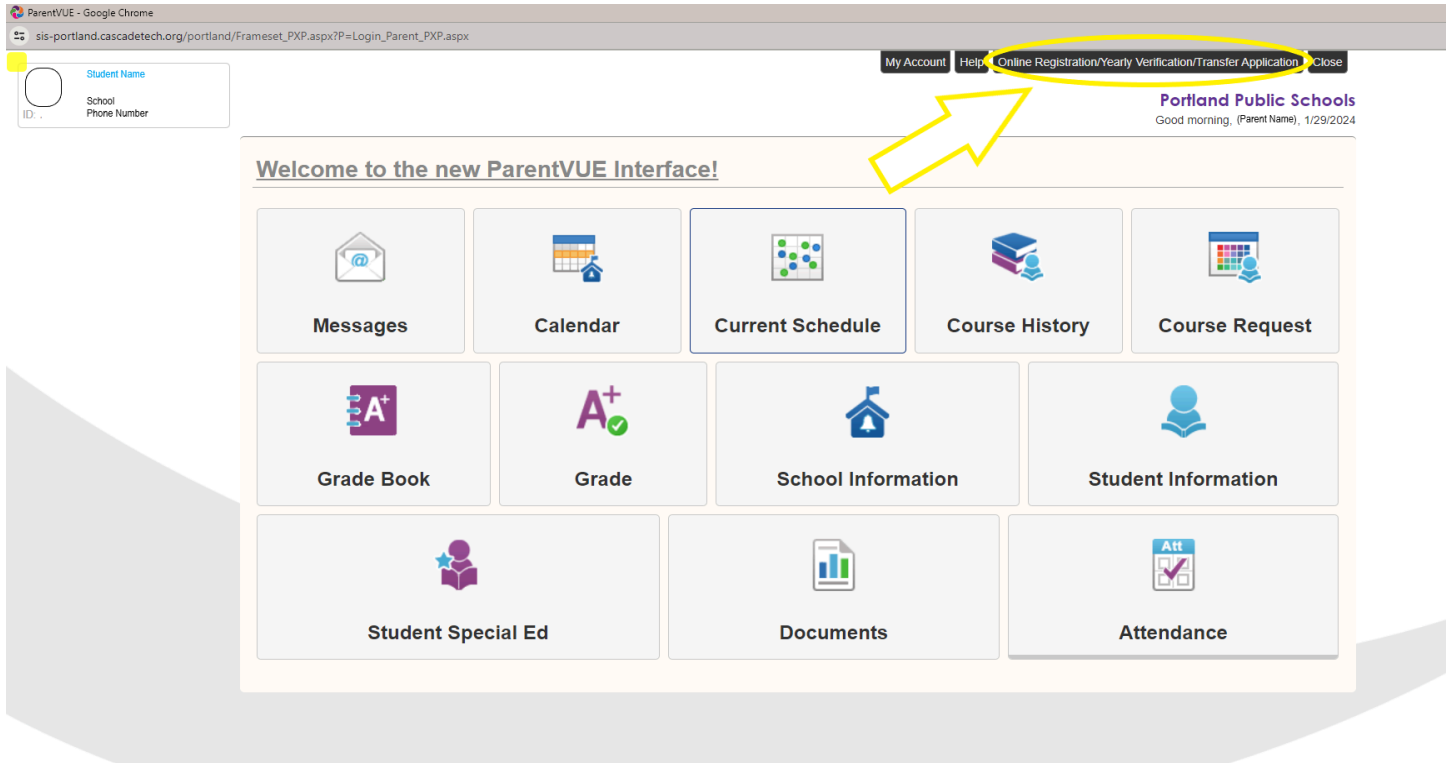 ParentVUE - Google Chrome
sis-portland.cascadetech.org/portland/Frameset_PXP.aspx?P=Login_Parent_PXP.aspx
Student Name
School
ID: .
Phone Number
My Account
Help
Online Registration/Yearly Verification/Transfer Application
Close
Portland Public Schools
Good morning, (Parent Name), 1/29/2024
Welcome to the new ParentVUE Interface!
@
Messages
Calendar
Current Schedule
Course History
Course Request
A+
Grade Book
A+
Grade
School Information
Student Information
Student Special Ed
Documents
Att
Attendance